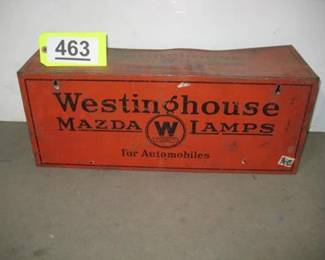 463
Westinghouse
MAZDA W LAMPS
for Automobiles